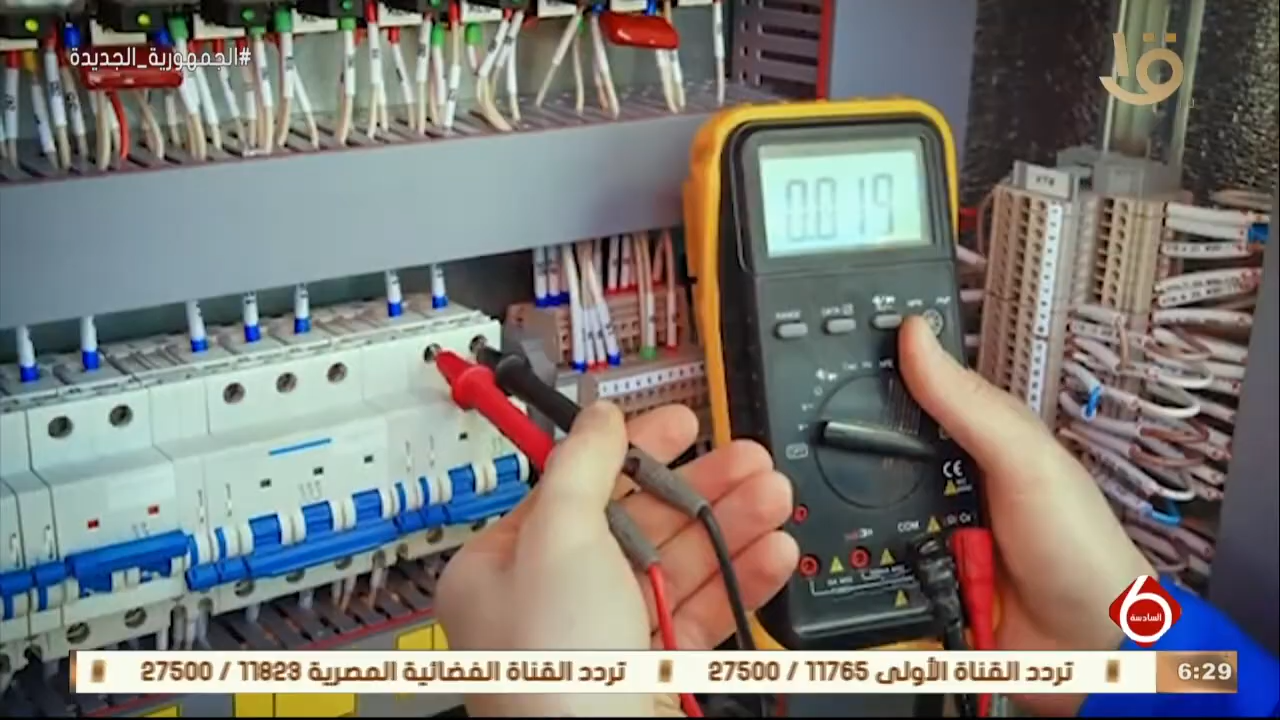 #الجمهورية_الجديدة
0.019
COM
CE
السادسة
6:29
تردد القناة الأولى 11765 / 27500
تردد القناة الفضائية المصرية 11823 / 27500